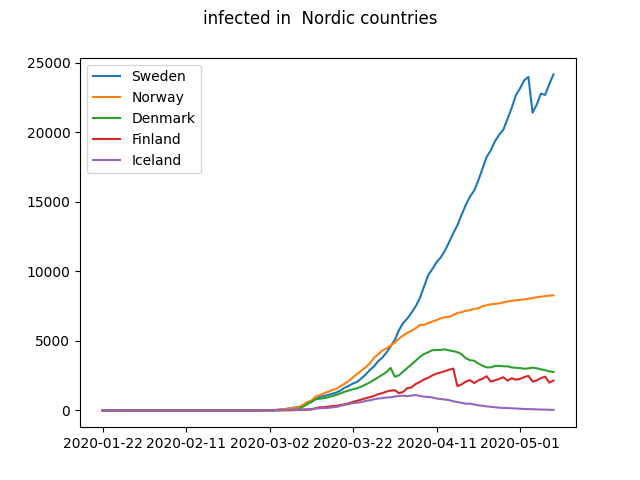 infected in  Nordic countries
25000
20000
15000
10000
5000
0
Sweden
Norway
Denmark
Finland
Iceland
2020-01-22 2020-02-11 2020-03-02 2020-03-22 2020-04-11 2020-05-01